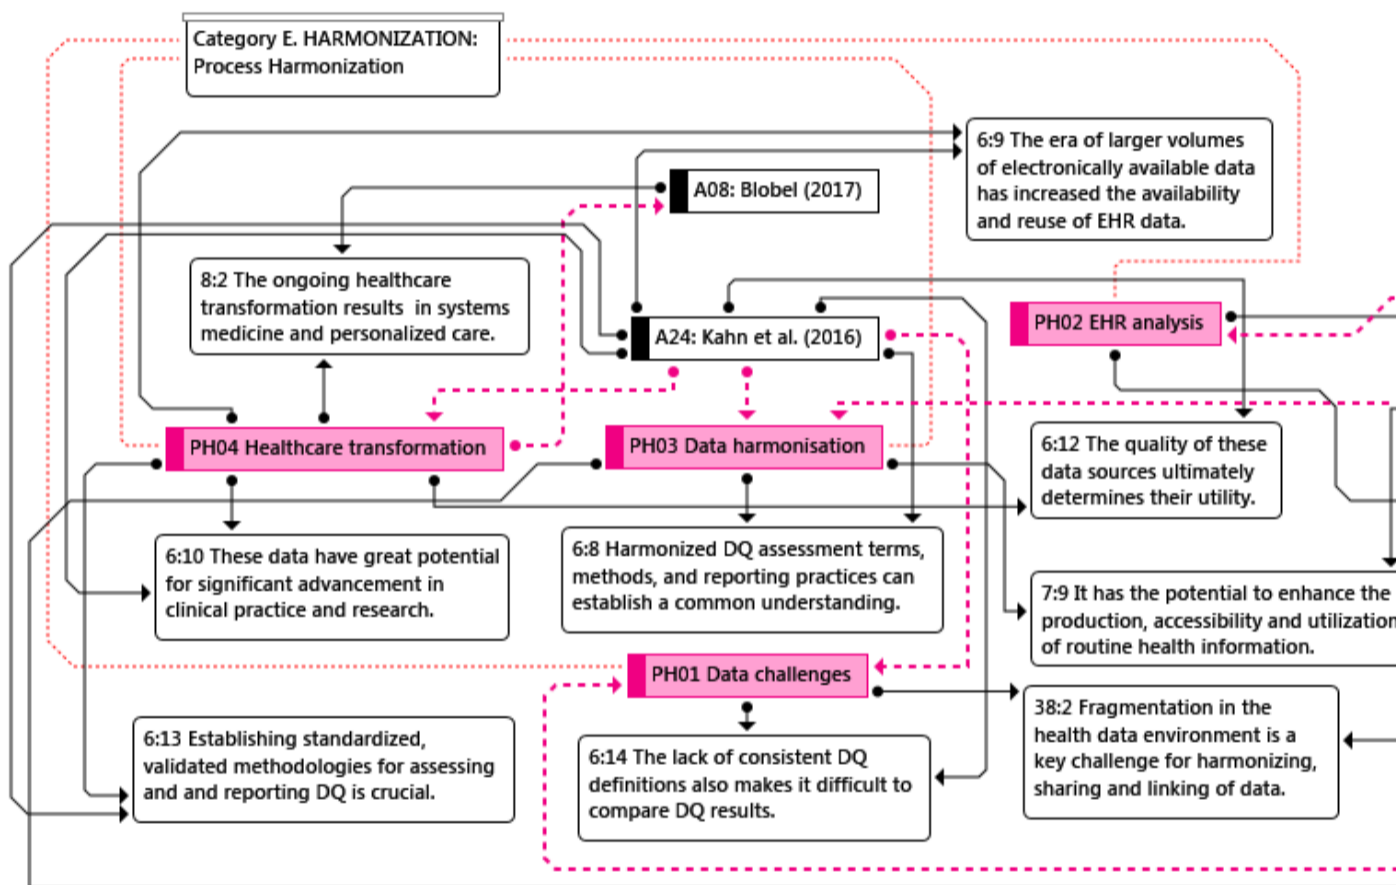 Category E. HARMONIZATION:
Process Harmonization
6:9 The era of larger volumes
of electronically available data
has increased the availability
and reuse of EHR data.
A08: Blobel (2017)
8:2 The ongoing healthcare
transformation results in systems
medicine and personalized care.
A24: Kahn et al. (2016)
PH02 EHR analysis
PH04 Healthcare transformation
PH03 Data harmonisation
6:12 The quality of these
data sources ultimately
determines their utility.
6:10 These data have great potential
for significant advancement in
clinical practice and research.
6:8 Harmonized DQ assessment terms,
methods, and reporting practices can
establish a common understanding.
7:9 It has the potential to enhance the
production, accessibility and utilization
of routine health information.
PH01 Data challenges
38:2 Fragmentation in the
health data environment is a
key challenge for harmonizing,
sharing and linking of data.
6:13 Establishing standardized,
validated methodologies for assessing
and and reporting DQ is crucial.
6:14 The lack of consistent DQ
definitions also makes it difficult to
compare DQ results.